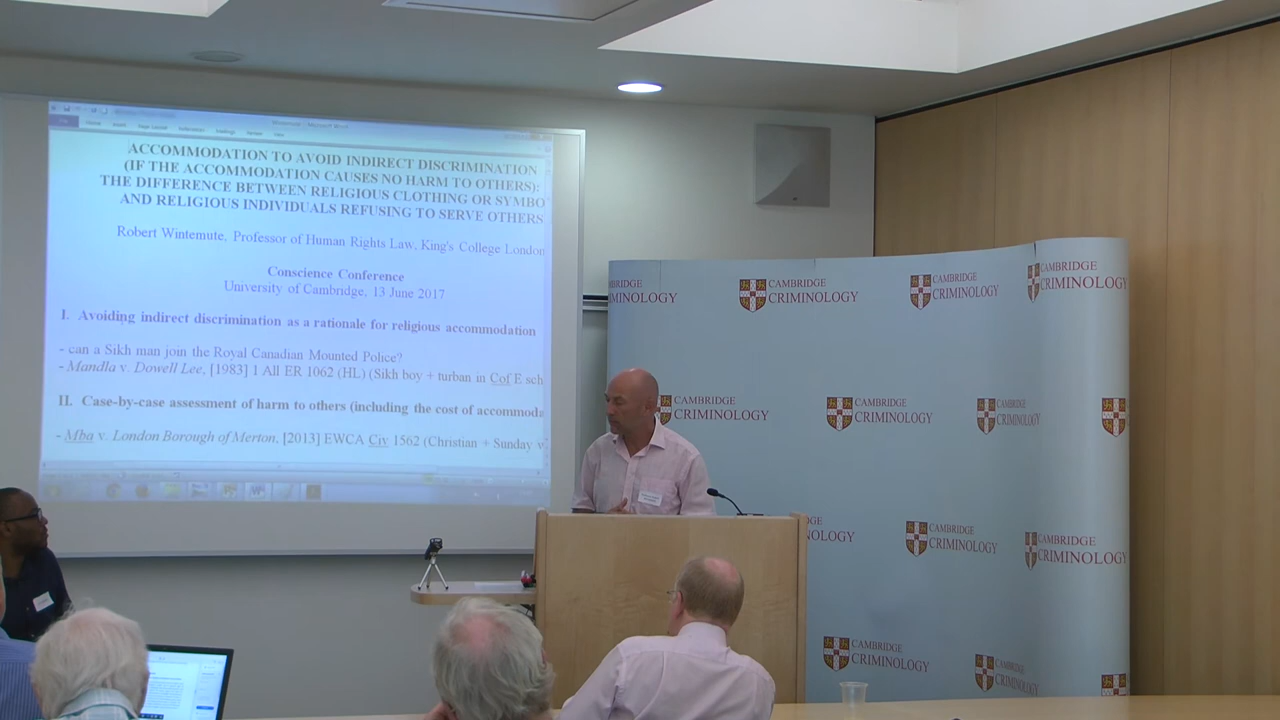 ACCOMMODATION TO AVOID INDIRECT DISCRIMINATION
(IF THE ACCOMMODATION CAUSES NO HARM TO OTHERS):
THE DIFFERENCE BETWEEN RELIGIOUS CLOTHING OR SYMBO
AND RELIGIOUS INDIVIDUALS REFUSING TO SERVE OTHERS
Robert Wintemute, Professor of Human Rights Law, King's College London
Conscience Conference
University of Cambridge, 13 June 2017
I. Avoiding indirect discrimination as a rationale for religious accommodation
- can a Sikh man join the Royal Canadian Mounted Police?
- Mandla v. Dowell Lee, [1983] 1 All ER 1062 (HL) (Sikh boy + turban in Cof E sch
II. Case-by-case assessment of harm to others (including the cost of accommoda
- Mba v. London Borough of Merton, [2013] EWCA Civ 1562 (Christian + Sunday w
BRIDGE
MINOLOGY
CAMBRIDGE
CRIMINOLOGY
CAMBRIDGE
CRIMINOLOGY
CAMBRIDGE
CRIMINOLOGY
CAMBRIDGE
CRIMINOLOGY
CAMBRIDGE
CRIMINOLOGY
CAMBRIDGE
CRIMINOLOGY
DGE
NOLOGY
CAMBRIDGE
CRIMINOLOGY
CAMBRIDGE
CRIMINOLOGY
CAMBRIDGE
CRIMINOLOGY
CAMBRIDGE
CRIMINOLOGY